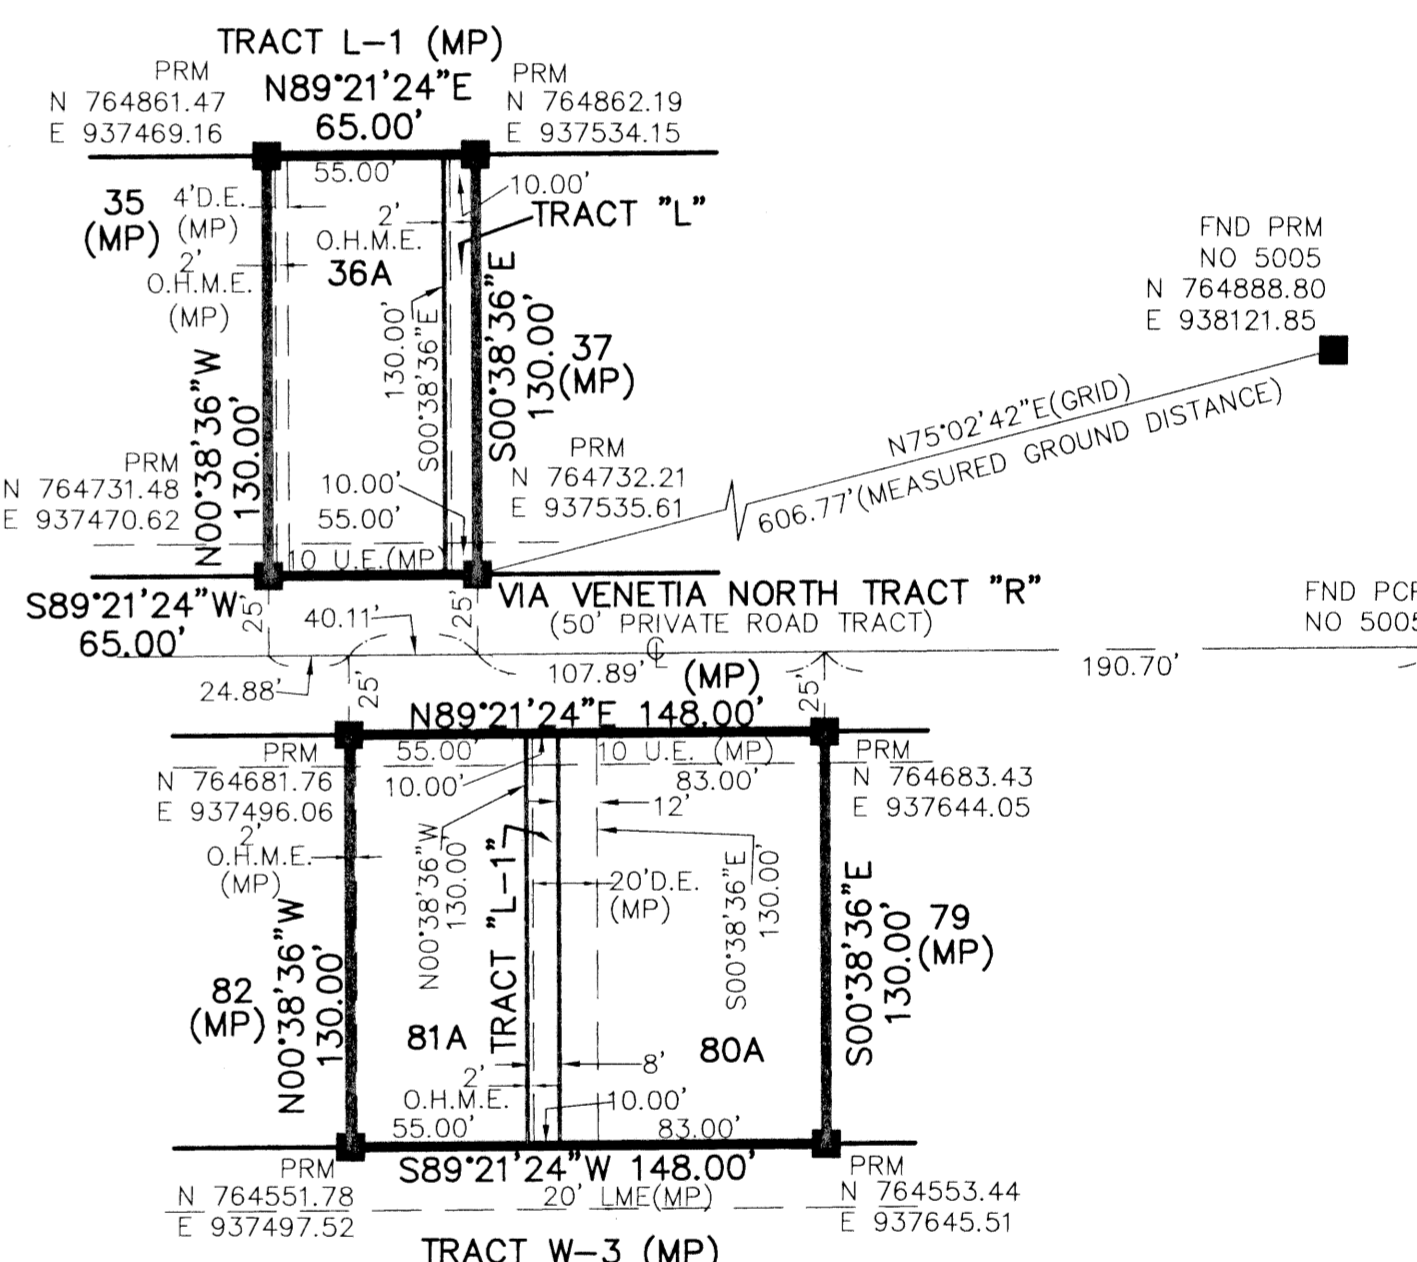 TRACT L-1 (MP)
PRM
N 764861.47
E 937469.16
N89°21'24"E
65.00'
PRM
N 764862.19
E 937534.15
55.00'
10.00'
TRACT "L"
35
(MP)
4'D.E.
(MP)
2'
O.H.M.E.
(MP)
2'
O.H.M.E.
36A
130.00'
S00°38'36"E
S00°38'36"E
130.00'
37
(MP)
N00°38'36"W
130.00'
FND PRM
NO 5005
N 764888.80
E 938121.85
N75°02'42"E(GRID)
606.77'(MEASURED GROUND DISTANCE)
PRM
N 764731.48
E 937470.62
10.00'
55.00'
10 U.E.(MP)
PRM
N 764732.21
E 937535.61
S89°21'24"W
65.00'
25'
40.11'
25'
VIA VENETIA NORTH TRACT "R"
(50' PRIVATE ROAD TRACT)
FND PCP
NO 5005
24.88'
25'
107.89'
(MP)
25'
190.70'
N89°21'24"E 148.00'
PRM
N 764681.76
E 937496.06
55.00'
10.00'
10 U.E. (MP)
83.00'
PRM
N 764683.43
E 937644.05
12'
2'
O.H.M.E.
(MP)
N00°38'36"W
130.00'
TRACT "L-1"
20'D.E.
(MP)
S00°38'36"E
130.00'
S00°38'36"E
130.00'
79
(MP)
82
(MP)
N00°38'36"W
130.00'
81A
80A
8'
2'
O.H.M.E.
55.00'
10.00'
83.00'
S89°21'24"W 148.00'
PRM
N 764551.78
E 937497.52
20' LME(MP)
PRM
N 764553.44
E 937645.51
TRACT W-3 (MP)